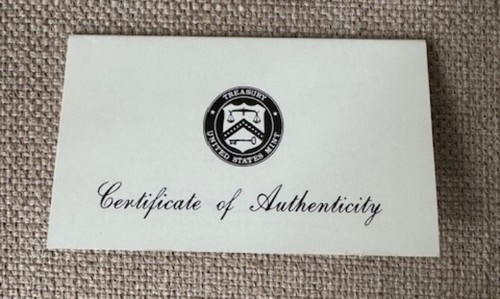 TREASURY
UNITED STATES MINT
Certificate of Authenticity